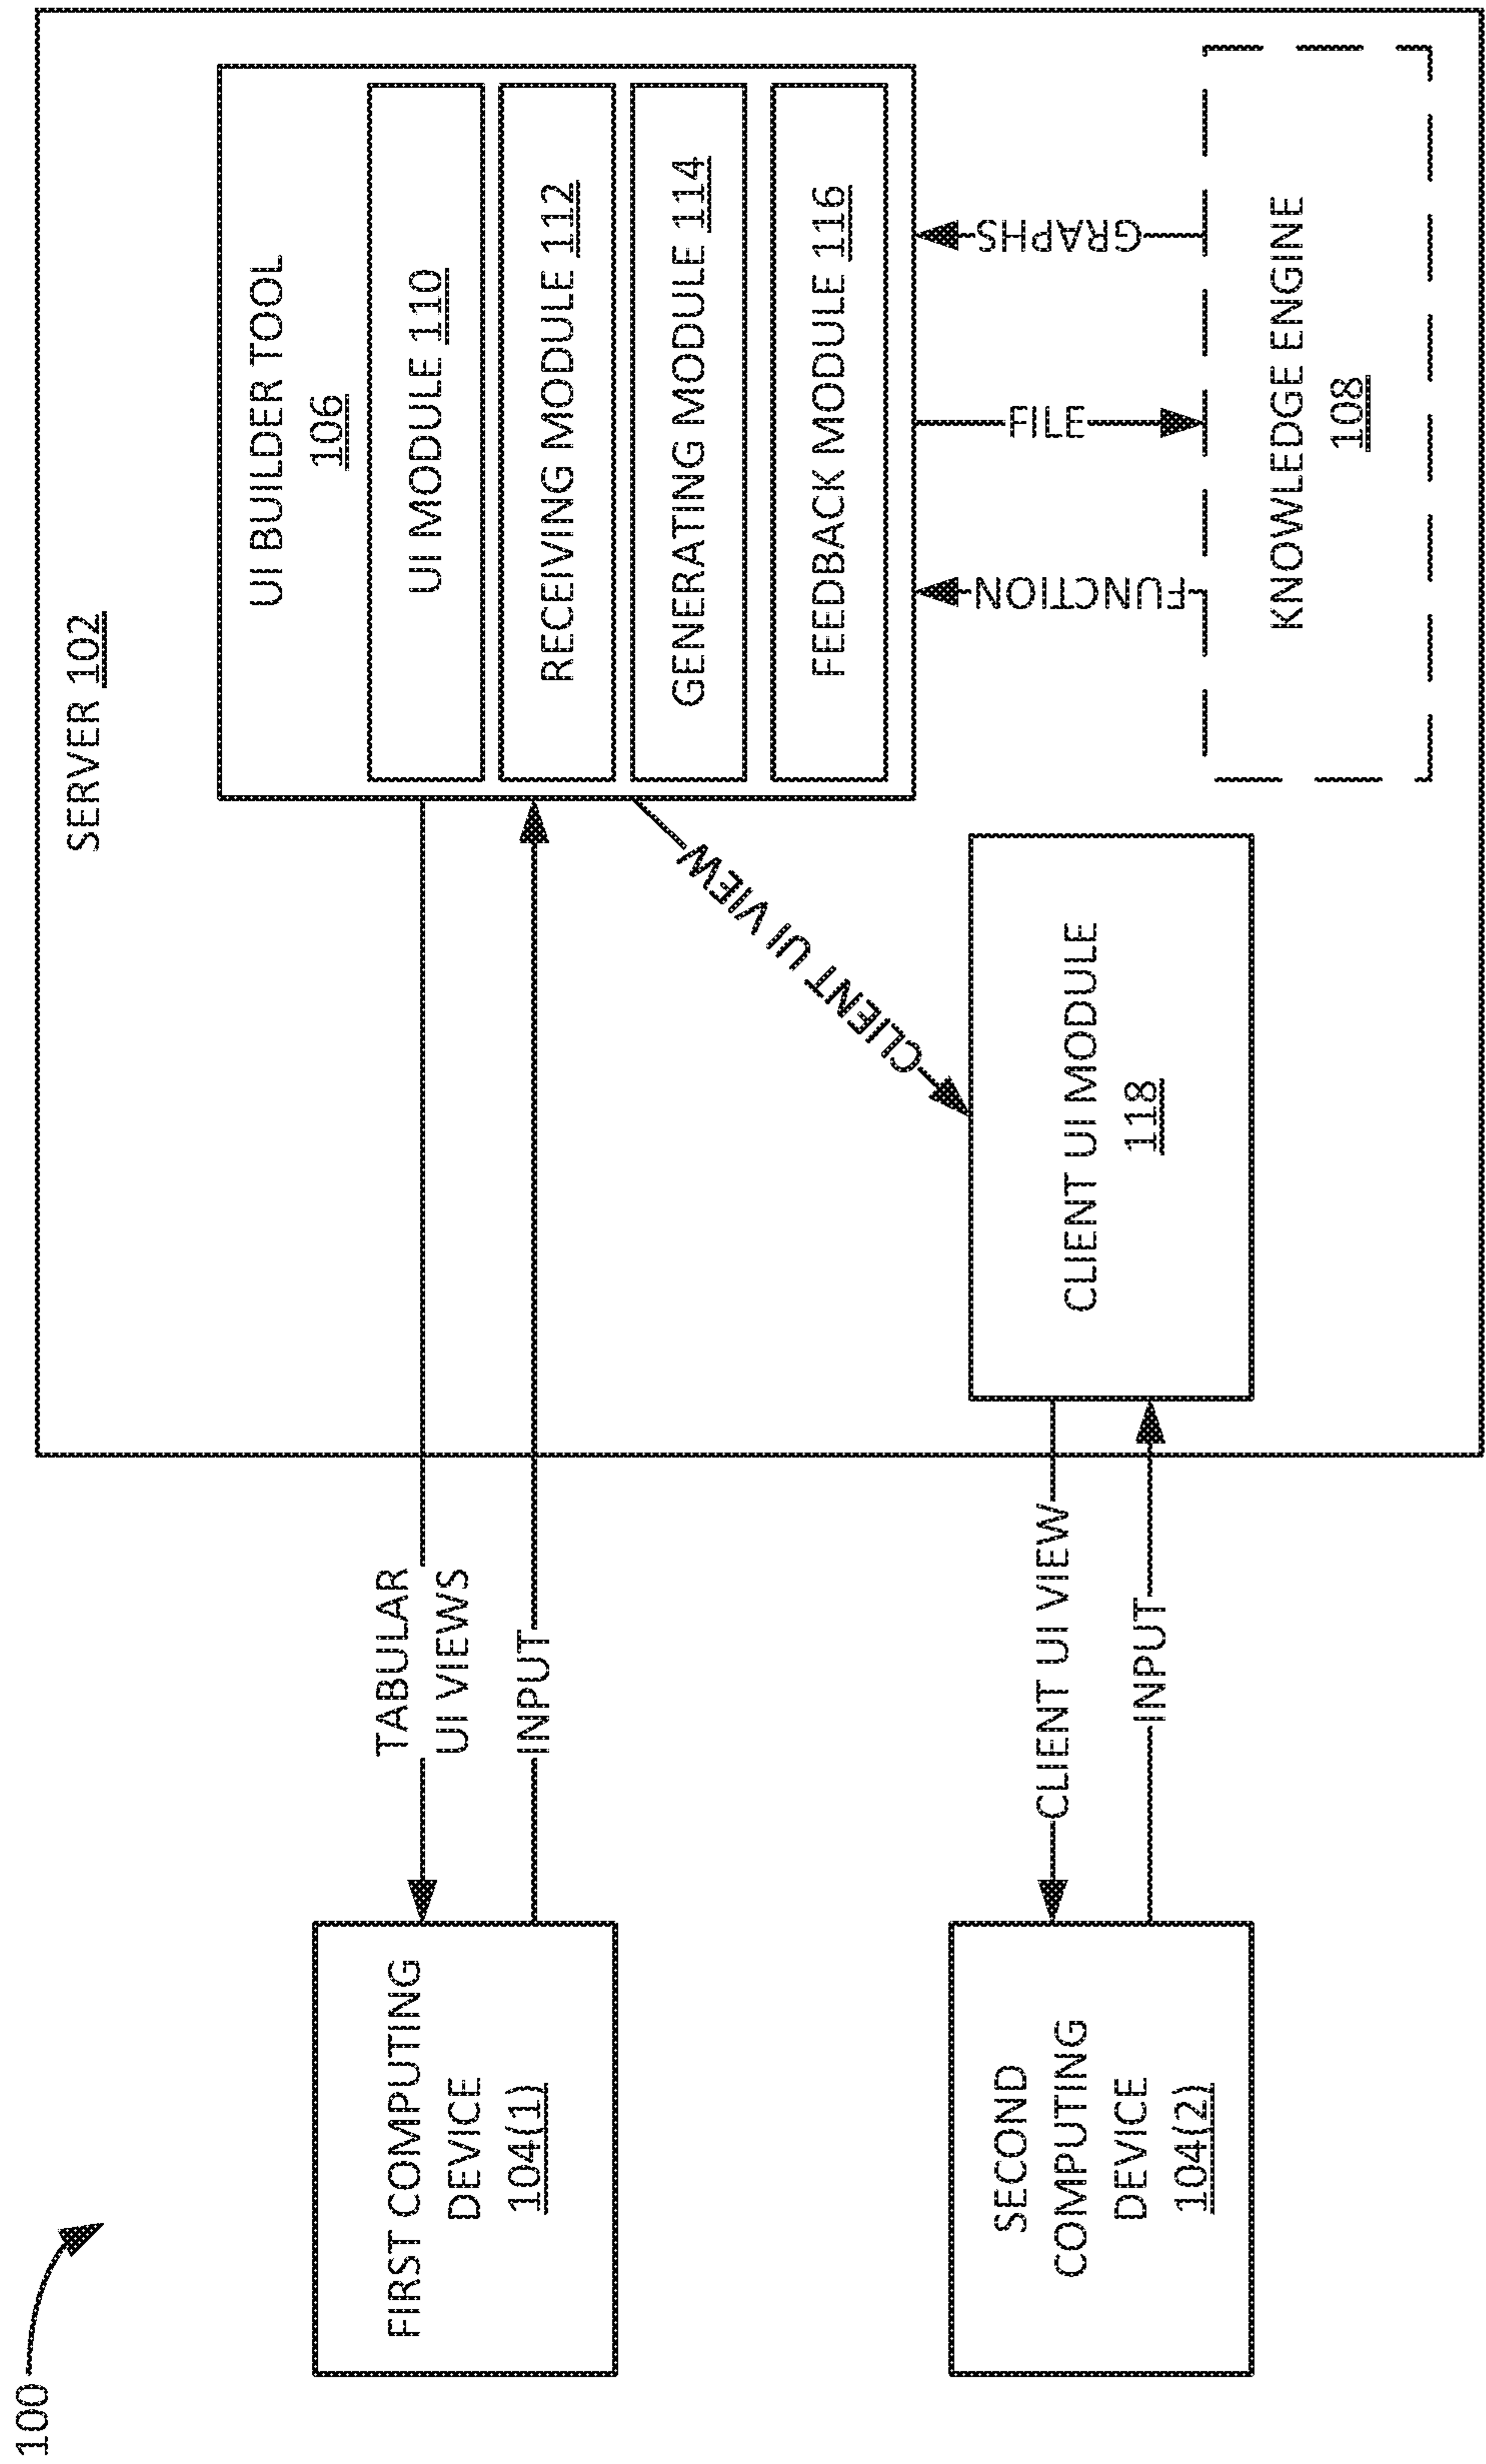 100
SERVER 102
UI BUILDER TOOL
106
UI MODULE 110
RECEIVING MODULE 112
GENERATING MODULE 114
FEEDBACK MODULE 116
FIRST COMPUTING
DEVICE
104(1)
TABULAR
UI VIEWS
INPUT
CLIENT UI VIEW
FUNCTION
FILE
GRAPHS
SECOND
COMPUTING
DEVICE
104(2)
CLIENT UI VIEW
INPUT
CLIENT UI MODULE
118
KNOWLEDGE ENGINE
108